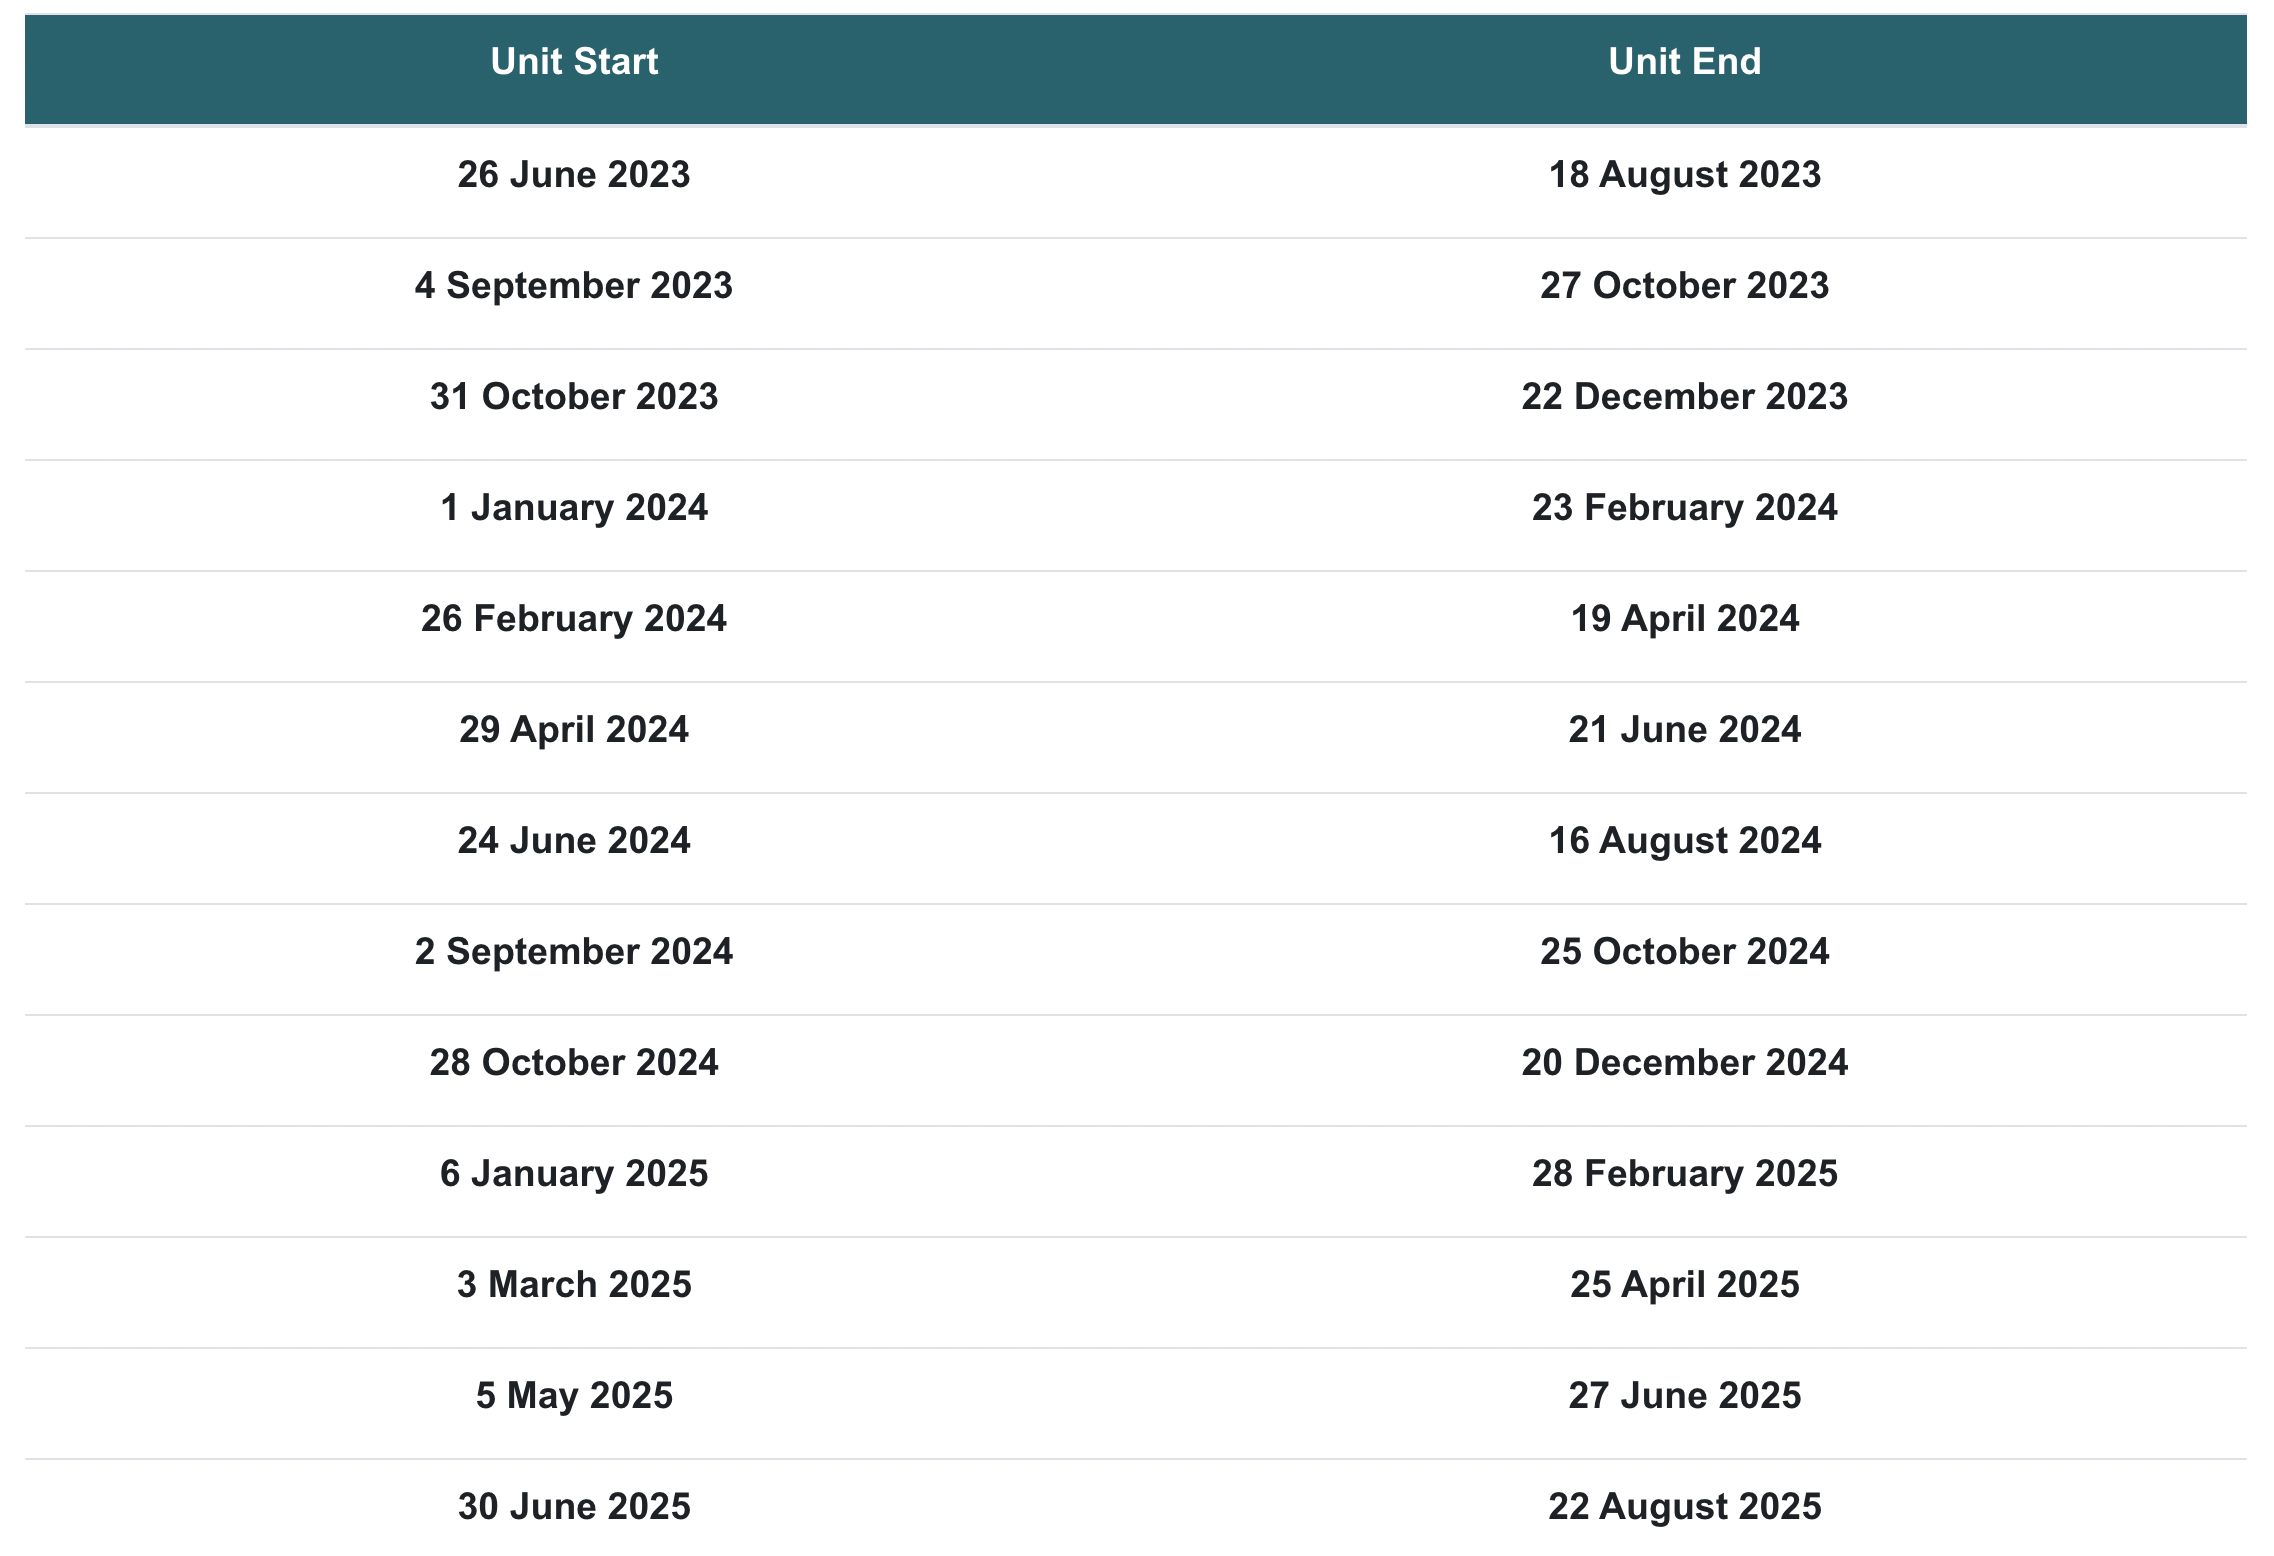 Unit Start Unit End
26 June 2023 18 August 2023
4 September 2023 27 October 2023
31 October 2023 22 December 2023
1 January 2024 23 February 2024
26 February 2024 19 April 2024
29 April 2024 21 June 2024
24 June 2024 16 August 2024
2 September 2024 25 October 2024
28 October 2024 20 December 2024
6 January 2025 28 February 2025
3 March 2025 25 April 2025
5 May 2025 27 June 2025
30 June 2025 22 August 2025